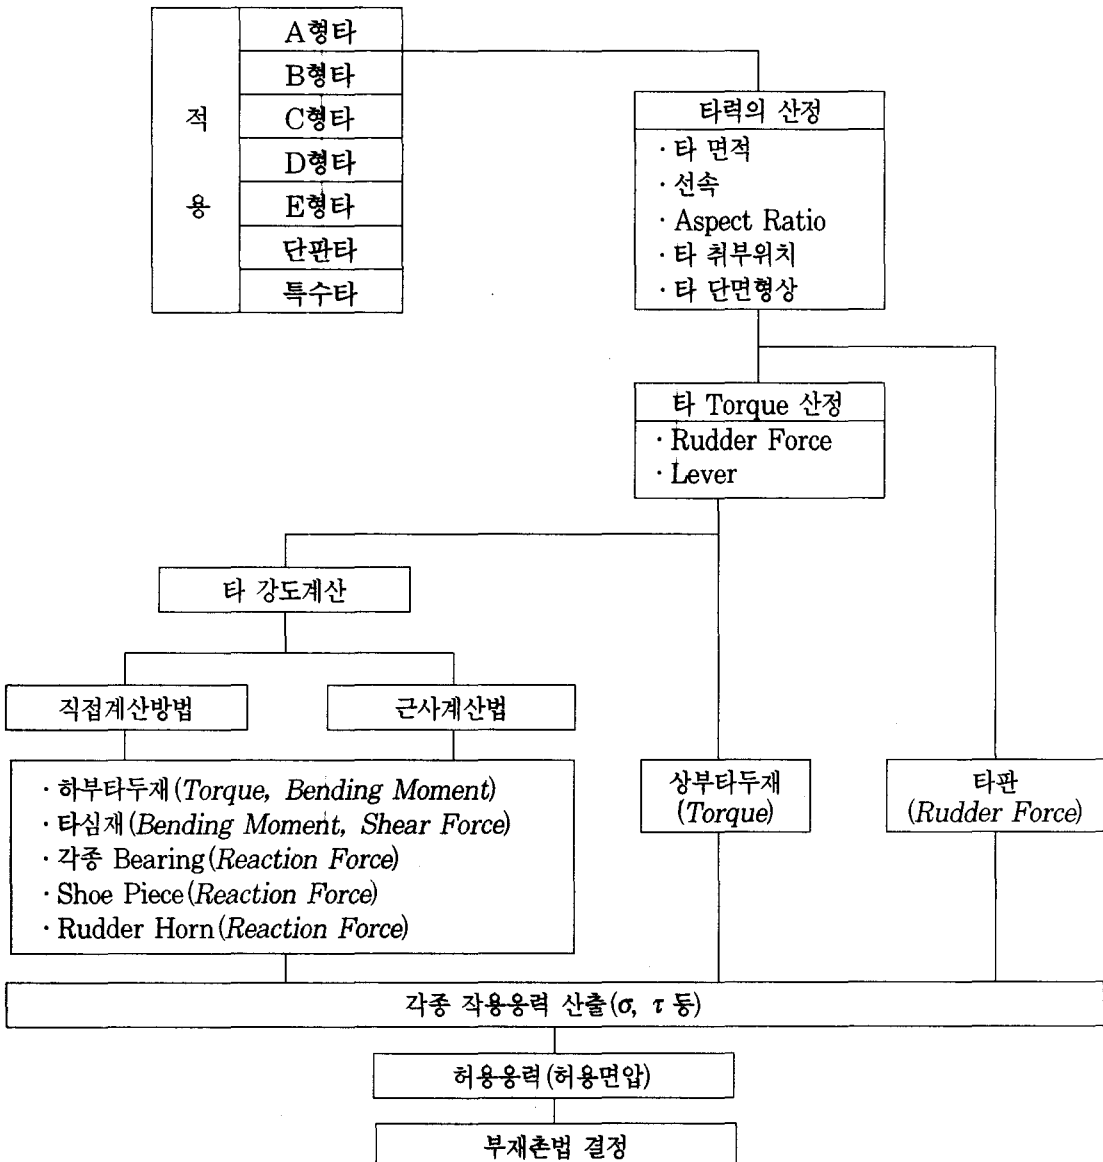 적
용
A형타
B형타
C형타
D형타
E형타
단판타
특수타
타력의 산정
· 타 면적
· 선속
· Aspect Ratio
· 타 취부위치
· 타 단면형상
타 Torque 산정
· Rudder Force
· Lever
타 강도계산
직접계산방법
근사계산법
· 하부타두재(Torque, Bending Moment)
· 타심재(Bending Moment, Shear Force)
· 각종 Bearing(Reaction Force)
· Shoe Piece(Reaction Force)
· Rudder Horn(Reaction Force)
상부타두재
(Torque)
타판
(Rudder Force)
각종 작용응력 산출(σ, τ 등)
허용응력(허용면압)
부재촌법 결정